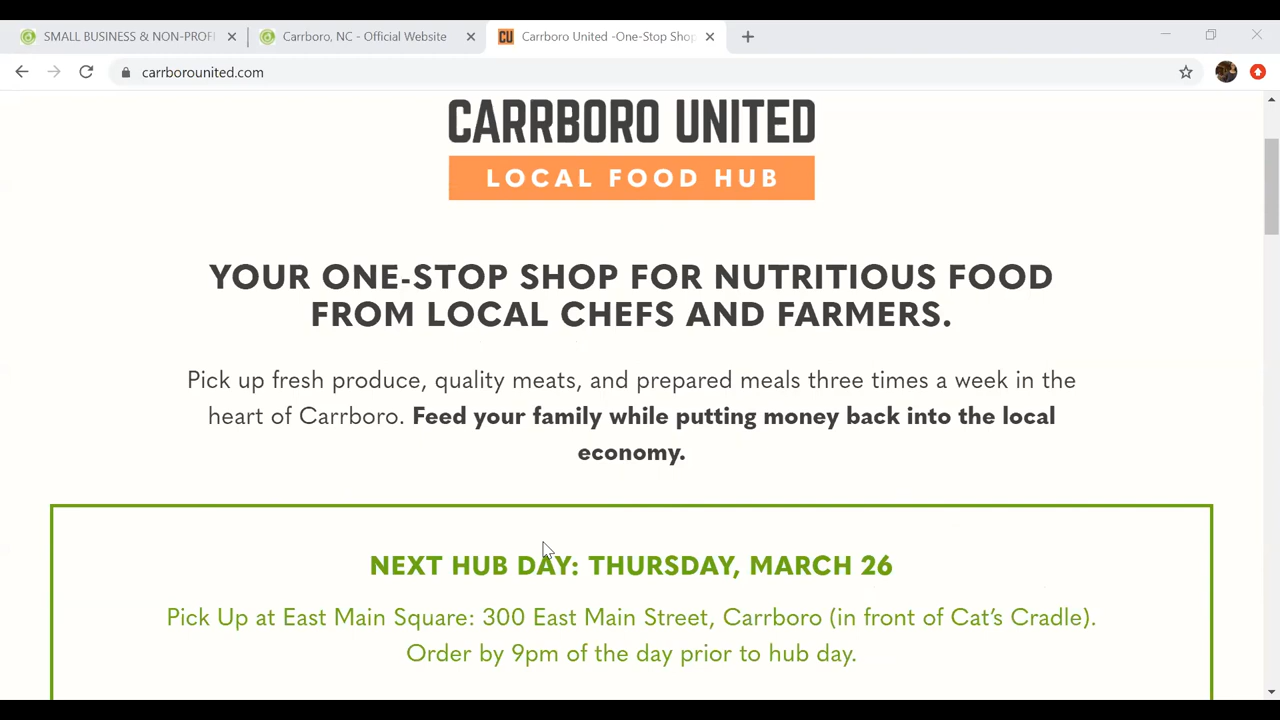 SMALL BUSINESS & NON-PROFI
Carrboro, NC - Official Website
CU
Carrboro United -One-Stop Shop
carrborounited.com
CARRBORO UNITED
LOCAL FOOD HUB
YOUR ONE-STOP SHOP FOR NUTRITIOUS FOOD
FROM LOCAL CHEFS AND FARMERS.
Pick up fresh produce, quality meats, and prepared meals three times a week in the
heart of Carrboro. Feed your family while putting money back into the local
economy.
NEXT HUB DAY: THURSDAY, MARCH 26
Pick Up at East Main Square: 300 East Main Street, Carrboro (in front of Cat’s Cradle).
Order by 9pm of the day prior to hub day.